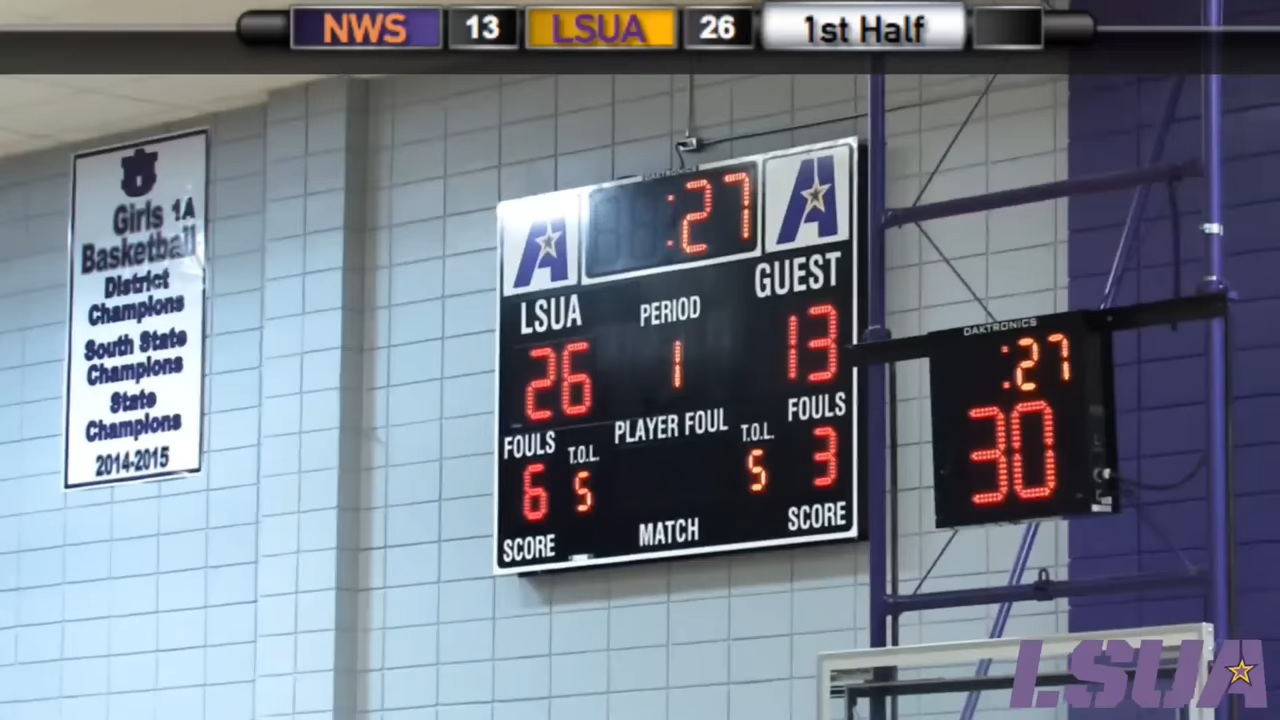 NWS 13 LSUA 26 1st Half
Girls 1A
Basketball
District
Champions
South State
Champions
State
Champions
2014-2015
DAKTRONICS
:27
A A
LSUA PERIOD GUEST
26 1 13
FOULS T.O.L. PLAYER FOUL T.O.L. FOULS
6 5 5 3
SCORE MATCH SCORE
DAKTRONICS
:27
30
LSUA